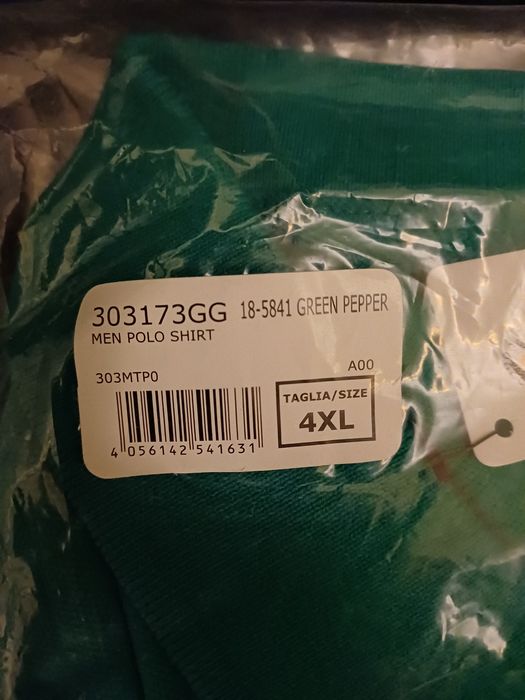 303173GG 18-5841 GREEN PEPPER
MEN POLO SHIRT
303MTP0 A00
TAGLIA/SIZE
4XL
4 056142 541631